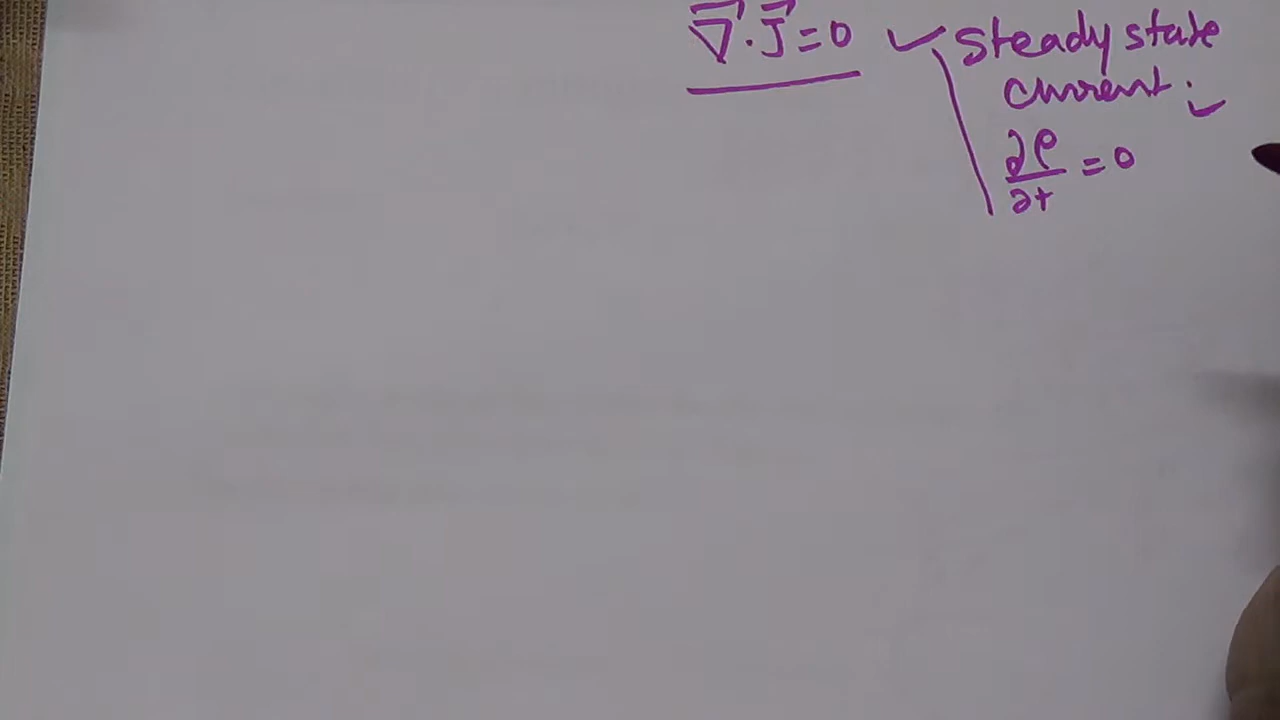 ∇⃗·J⃗=0 ✓ Steady state
current. ✓
∂ρ/∂t = 0